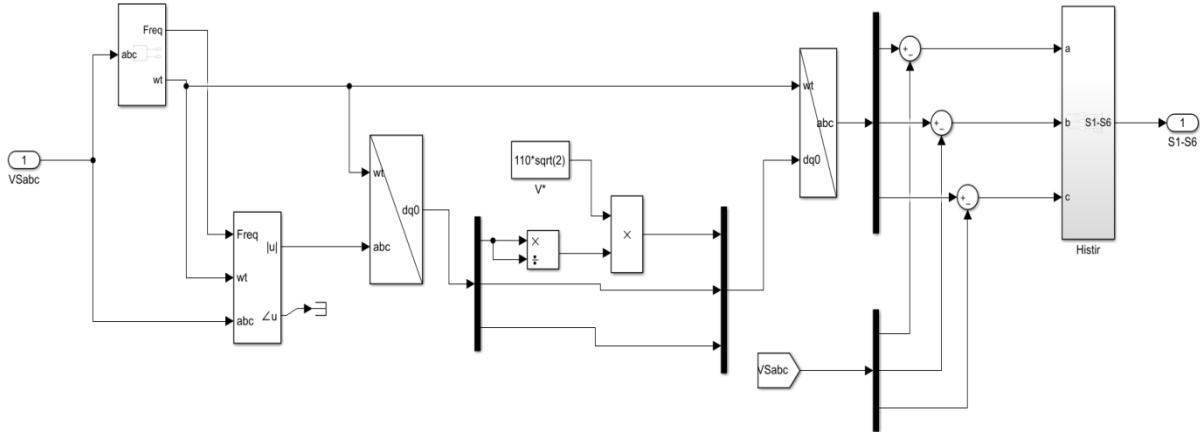 Freq
abc
wt
1
VSabc
Freq
wt
abc
|u|
∠u
wt
abc
dq0
110*sqrt(2)
V*
×
÷
×
wt
dq0
abc
+
−
+
−
+
−
VSabc
a
b
c
S1-S6
Histir
1
S1-S6